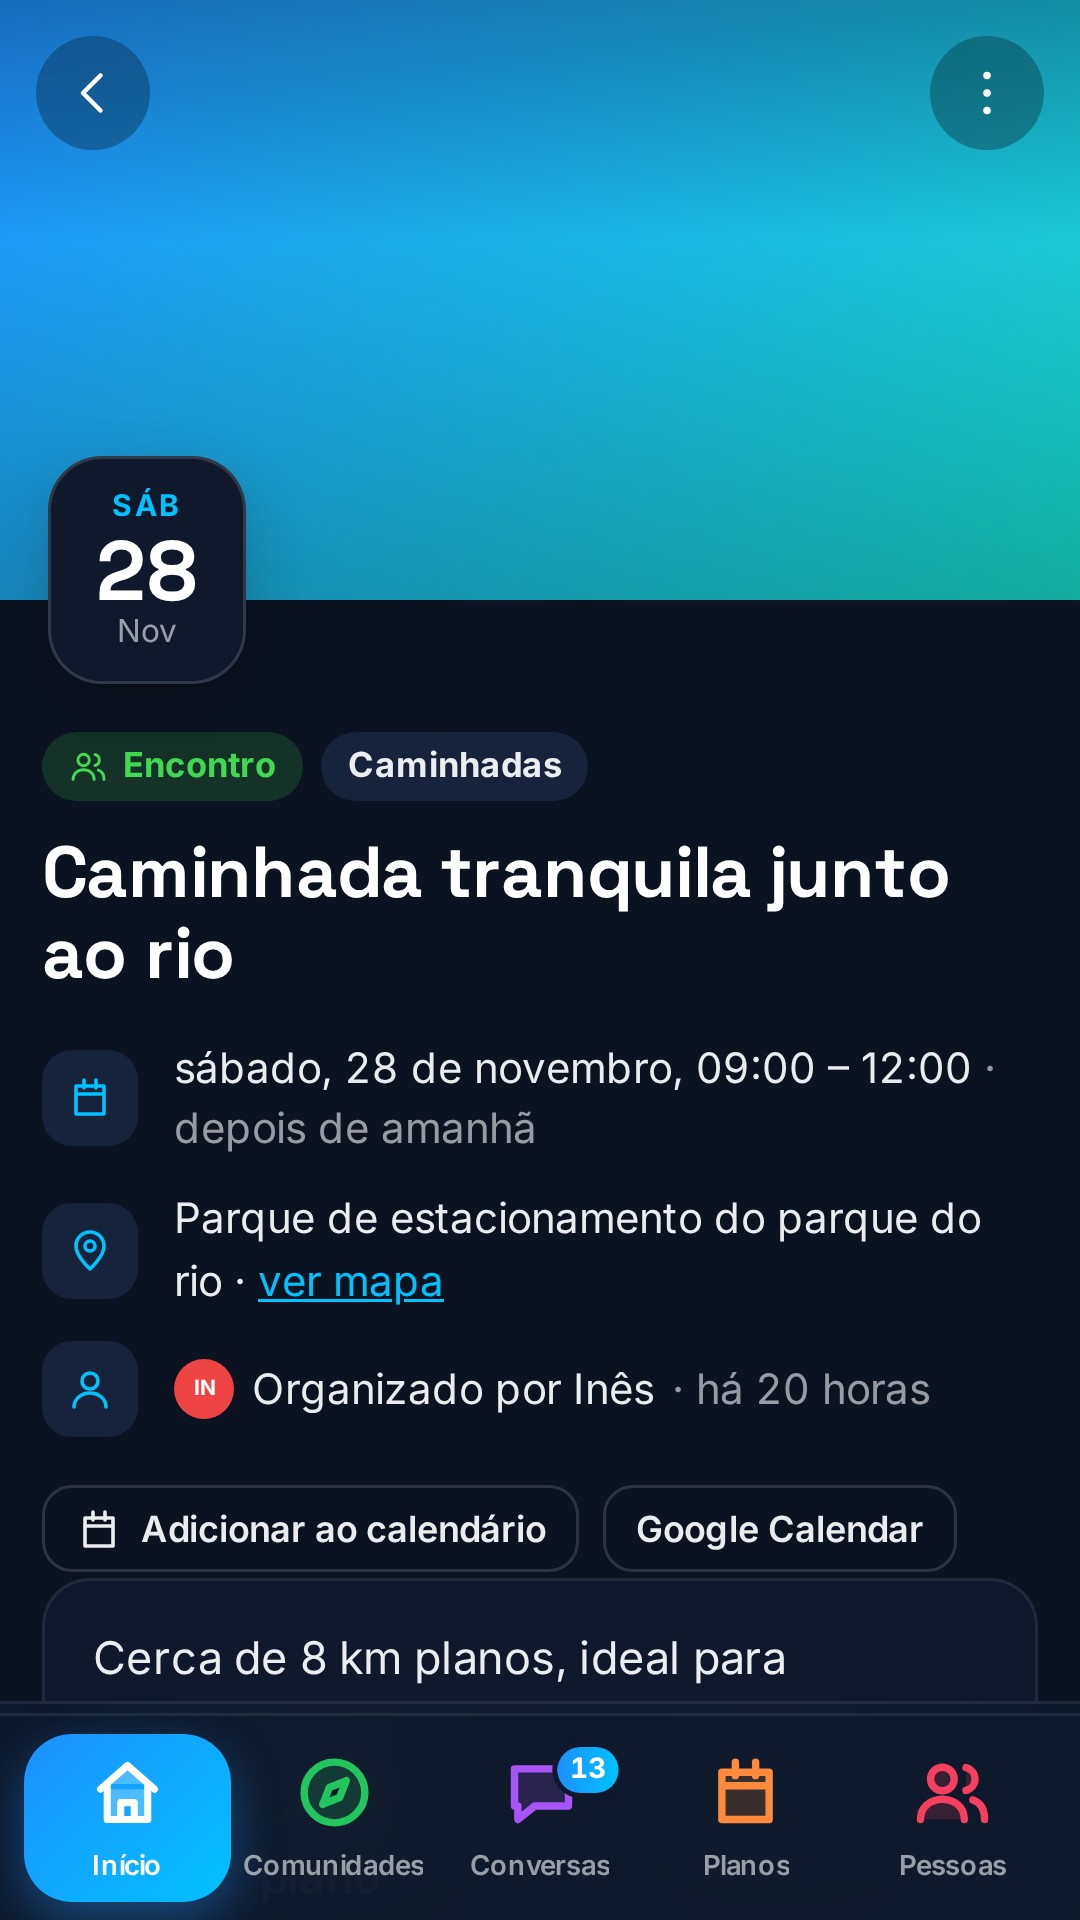 SÁB
28
Nov
Encontro
Caminhadas
Caminhada tranquila junto
ao rio
sábado, 28 de novembro, 09:00 – 12:00 ·
depois de amanhã
Parque de estacionamento do parque do
rio · ver mapa
IN
Organizado por Inês · há 20 horas
Adicionar ao calendário
Google Calendar
Cerca de 8 km planos, ideal para
13
Início
Comunidades
Conversas
Planos
Pessoas